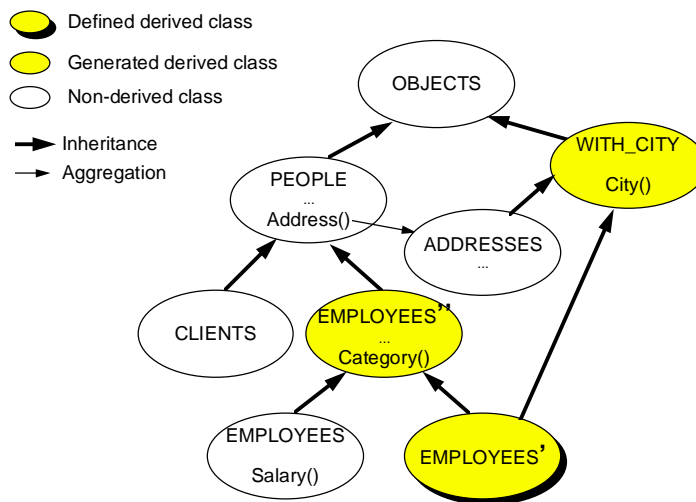 Defined derived class
Generated derived class
Non-derived class
Inheritance
Aggregation
OBJECTS
WITH_CITY
City()
PEOPLE
...
Address()
ADDRESSES
...
CLIENTS
EMPLOYEES''
...
Category()
EMPLOYEES
Salary()
EMPLOYEES'